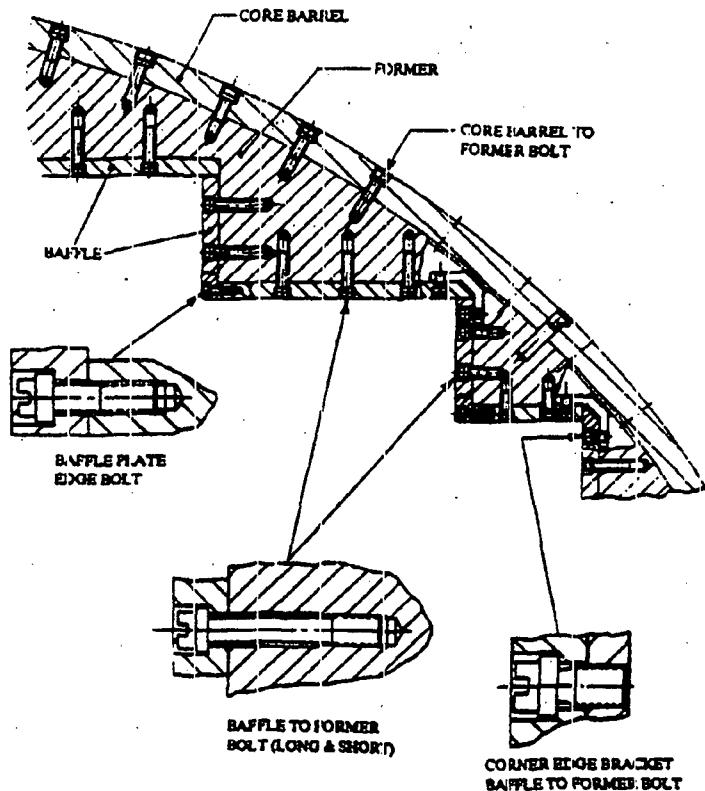 CORE BARREL
FORMER
CORE BARREL TO
FORMER BOLT
BAFFLE
BAFFLE PLATE
EDGE BOLT
BAFFLE TO FORMER
BOLT (LONG & SHORT)
CORNER EDGE BRACKET
BAFFLE TO FORMER BOLT